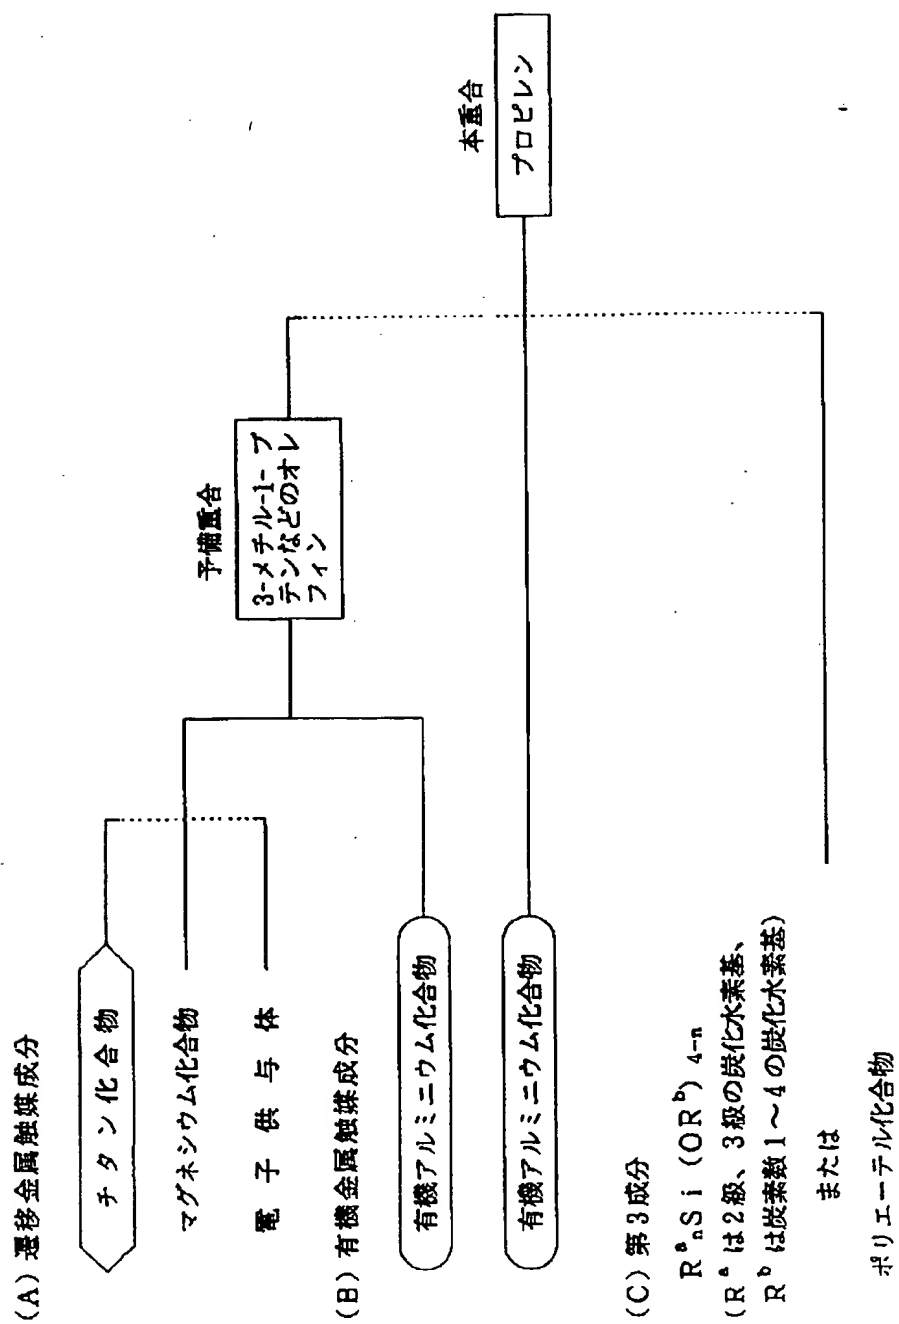 (A) 遷移金属触媒成分
チタン化合物
マグネシウム化合物
電子供与体
(B) 有機金属触媒成分
有機アルミニウム化合物
有機アルミニウム化合物
(C) 第3成分
RᵃnSi (ORᵇ) 4-n
(Rᵃ は2級、3級の炭化水素基、
Rᵇ は炭素数1~4の炭化水素基)
または
ポリエーテル化合物
予備重合
3-メチル-1-ブ
テンなどのオレ
フィン
本重合
プロピレン